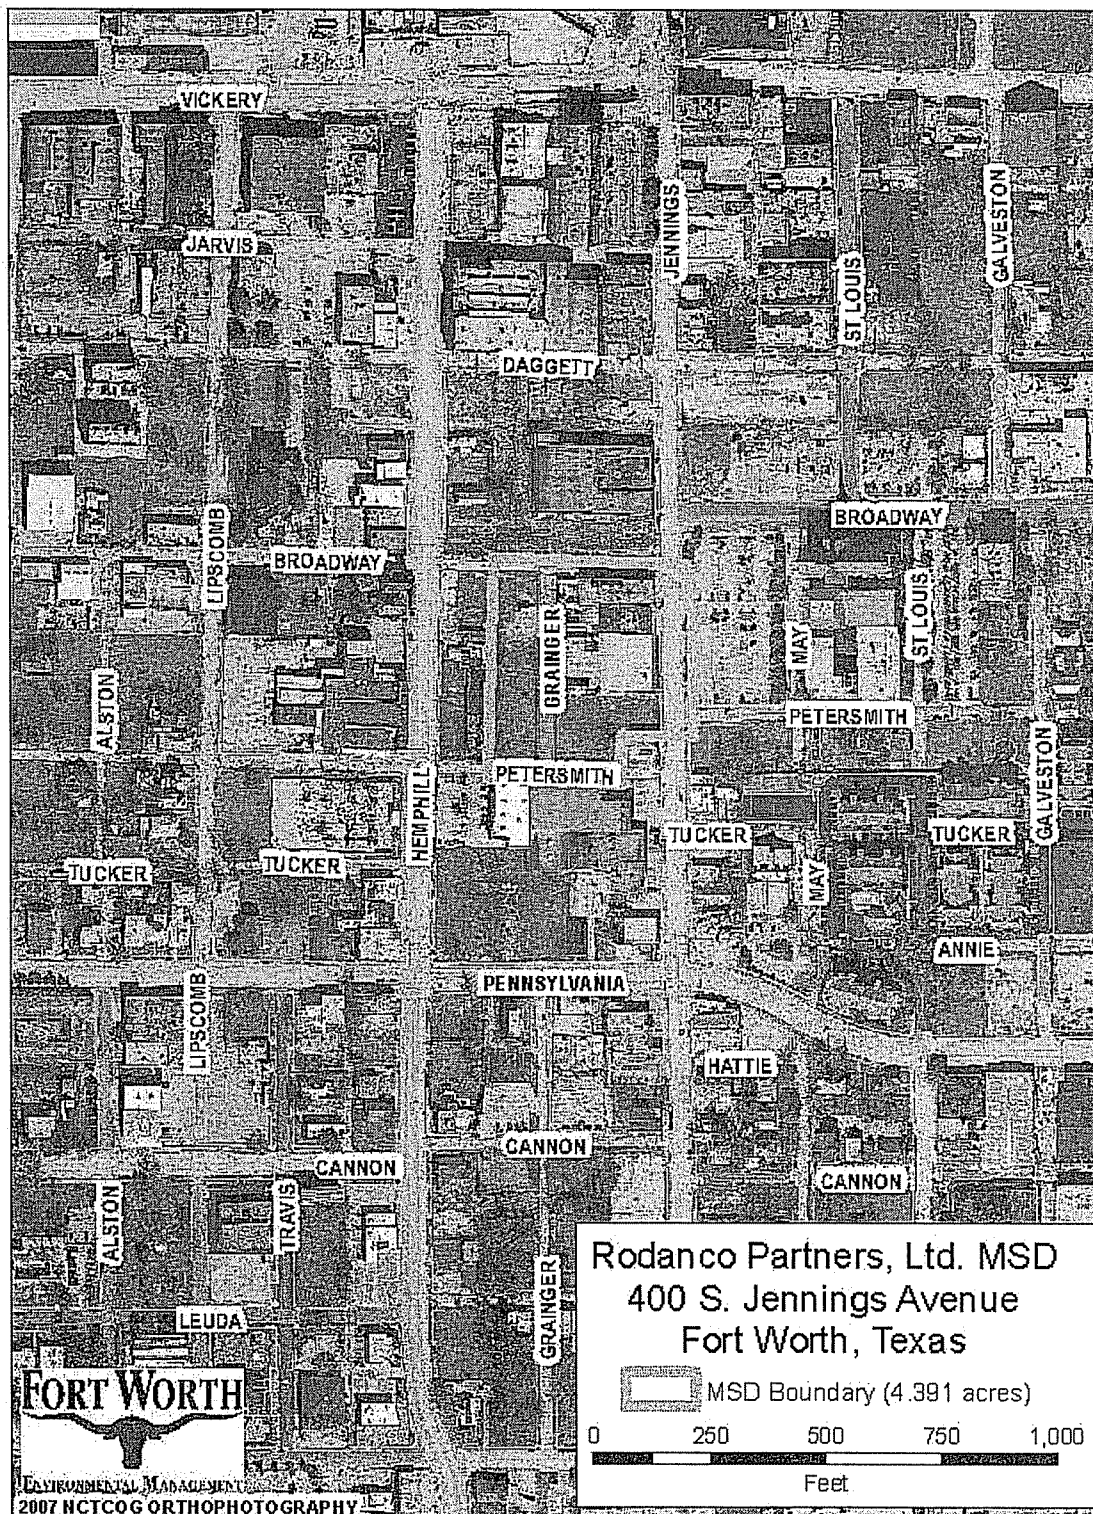 VICKERY
JENNINGS
GALVESTON
JARVIS
ST LOUIS
DAGGETT
LIPSCOMB
BROADWAY
BROADWAY
GRAINGER
ST LOUIS
MAY
ALSTON
PETERSMITH
GALVESTON
HEMPHILL
PETERSMITH
TUCKER
TUCKER
TUCKER
TUCKER
MAY
ANNIE
LIPSCOMB
PENNSYLVANIA
HATTIE
CANNON
CANNON
CANNON
ALSTON
TRAVIS
GRAINGER
LEUDA
Rodanco Partners, Ltd. MSD
400 S. Jennings Avenue
Fort Worth, Texas
MSD Boundary (4.391 acres)
0 250 500 750 1,000
Feet
FORT WORTH
ENVIRONMENTAL MANAGEMENT
2007 NCTCOG ORTHOPHOTOGRAPHY